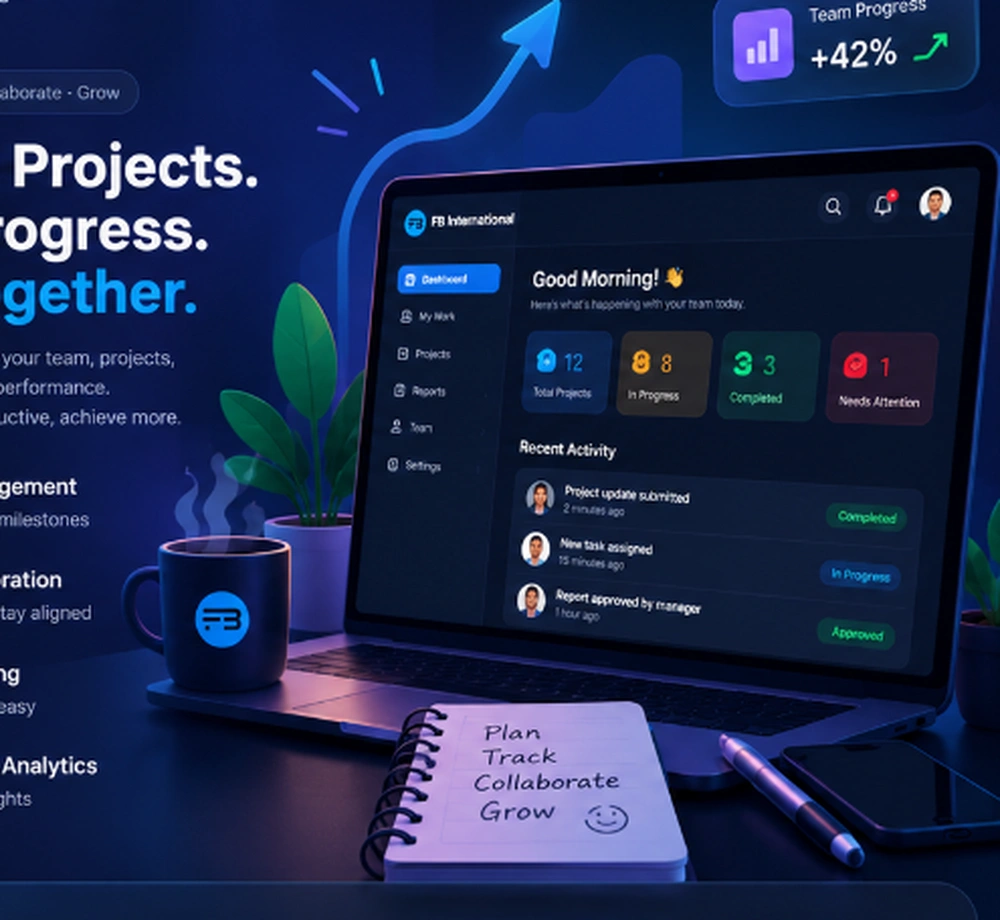 Team Progress
+42%
aborate - Grow
Projects.
rogress.
gether.
your team, projects,
performance.
uctive, achieve more.
gement
milestones
oration
tay aligned
ng
easy
Analytics
ghts
FB International
Dashboard
My Work
Projects
Reports
Team
Settings
Good Morning! 👋
Here's what's happening with your team today.
12
Total Projects
8
In Progress
3 3
Completed
1
Needs Attention
Recent Activity
Project update submitted
2 minutes ago
Completed
New task assigned
15 minutes ago
In Progress
Report approved by manager
1 hour ago
Approved
FB
Plan
Track
Collaborate
Grow